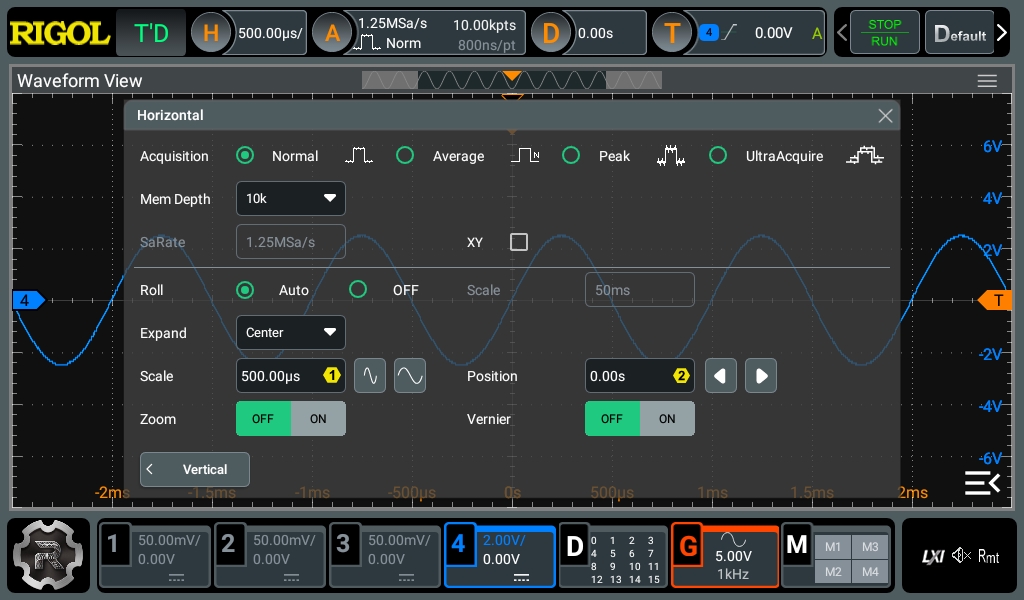 RIGOL T'D H 500.00µs/ A 1.25MSa/s 10.00kpts D 0.00s T 4 0.00V A STOP Default
Norm 800ns/pt RUN
Waveform View
Horizontal
Acquisition Normal Average N Peak UltraAcquire
6V
Mem Depth 10k
4V
SaRate 1.25MSa/s XY
2V
Roll Auto OFF Scale 50ms
4 T
Expand Center
-2V
Scale 500.00µs 1 Position 0.00s 2
-4V
Zoom OFF ON Vernier OFF ON
-6V
Vertical
-2ms -1.5ms -1ms -500µs 0s 500µs 1ms 1.5ms 2ms
1 50.00mV/ 2 50.00mV/ 3 50.00mV/ 4 2.00V/ D 0 1 2 3 G 5.00V M M1 M3
0.00V 0.00V 0.00V 0.00V 4 5 6 7 1kHz M2 M4
8 9 10 11
12 13 14 15
R LXI Rmt